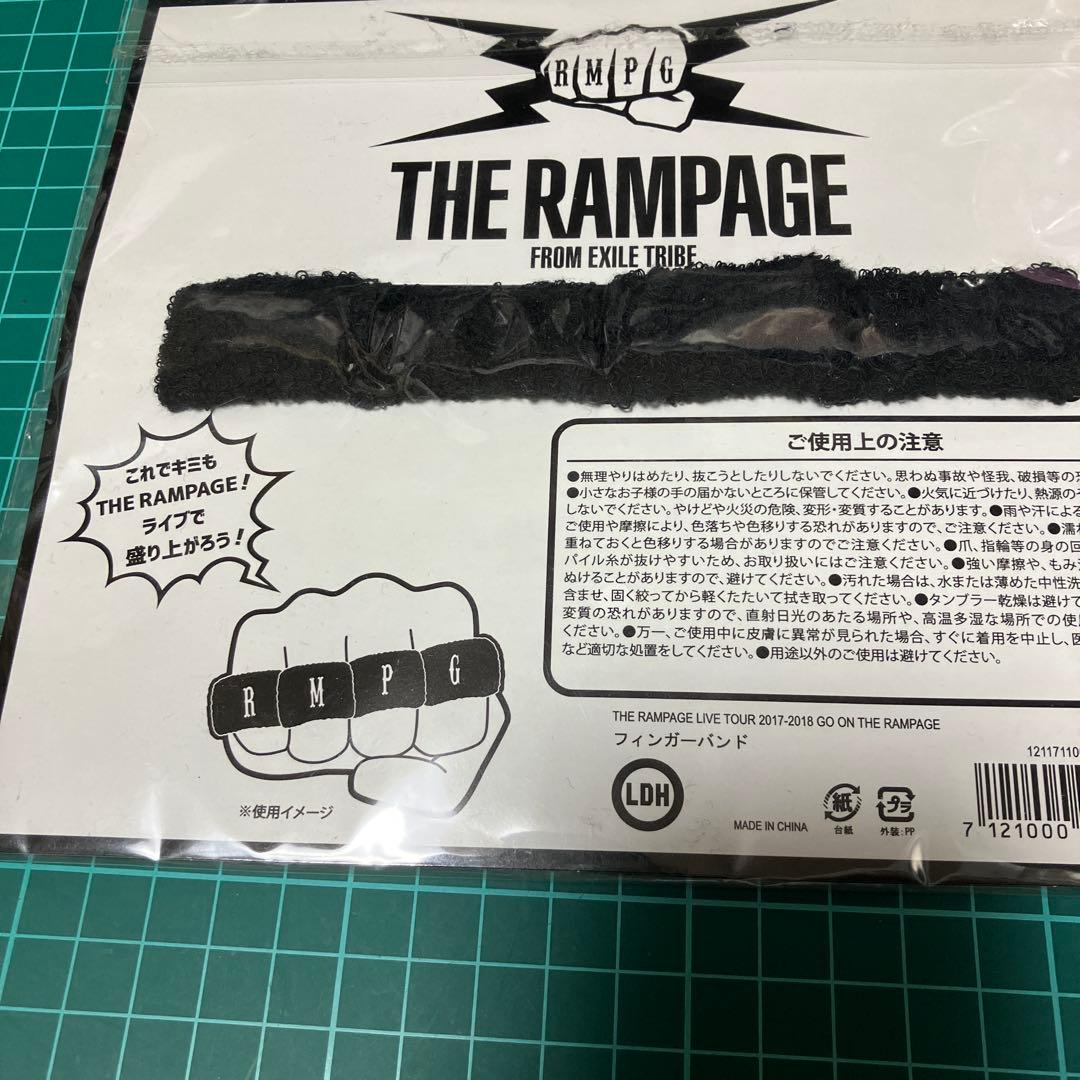 RMPG
THE RAMPAGE
FROM EXILE TRIBE
これでキミも
THE RAMPAGE!
ライブで
盛り上がろう!
R M P G
※使用イメージ
ご使用上の注意
●無理やりはめたり、抜こうとしたりしないでください。思わぬ事故や怪我、破損等の
●小さなお子様の手の届かないところに保管してください。●火気に近づけたり、熱源の
しないでください。やけどや火災の危険、変形・変質することがあります。●雨や汗による
ご使用や摩擦により、色落ちや色移りする恐れがありますので、ご注意ください。●濡れ
重ねておくと色移りする場合がありますのでご注意ください。●爪、指輪等の身の回
パイル糸が抜けやすいため、お取り扱いにはご注意ください。●強い摩擦や、もみ
ぬけることがありますので、避けてください。●汚れた場合は、水または薄めた中性洗
含ませ、固く絞ってから軽くたたいて拭き取ってください。●タンブラー乾燥は避けて
変質の恐れがありますので、直射日光のあたる場所や、高温多湿な場所での使用
ください。●万一、ご使用中に皮膚に異常が見られた場合、すぐに着用を中止し、医
など適切な処置をしてください。●用途以外のご使用は避けてください。
THE RAMPAGE LIVE TOUR 2017-2018 GO ON THE RAMPAGE
フィンガーバンド
LDH
MADE IN CHINA
紙
台紙
プラ
外装:PP
12117110
7 121000